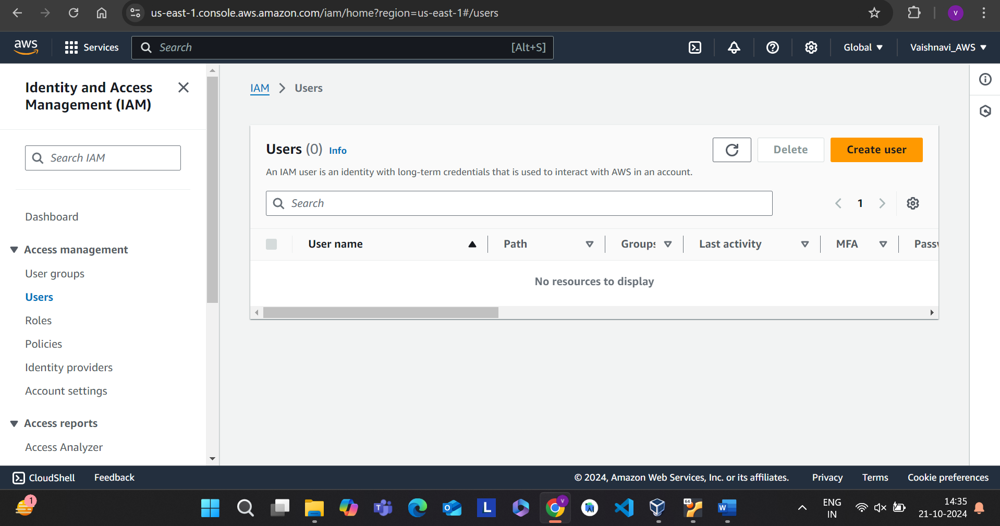 us-east-1.console.aws.amazon.com/iam/home?region=us-east-1#/users
V
aws
Services
Search
[Alt+S]
Global
Vaishnavi_AWS
Identity and Access
Management (IAM)
Search IAM
Dashboard
Access management
User groups
Users
Roles
Policies
Identity providers
Account settings
Access reports
Access Analyzer
IAM
Users
Users (0) Info
Delete
Create user
An IAM user is an identity with long-term credentials that is used to interact with AWS in an account.
Search
1
User name
Path
Groups
Last activity
MFA
Passw
No resources to display
CloudShell
Feedback
© 2024, Amazon Web Services, Inc. or its affiliates.
Privacy
Terms
Cookie preferences
1
L
V
64
W
ENG
IN
14:35
21-10-2024